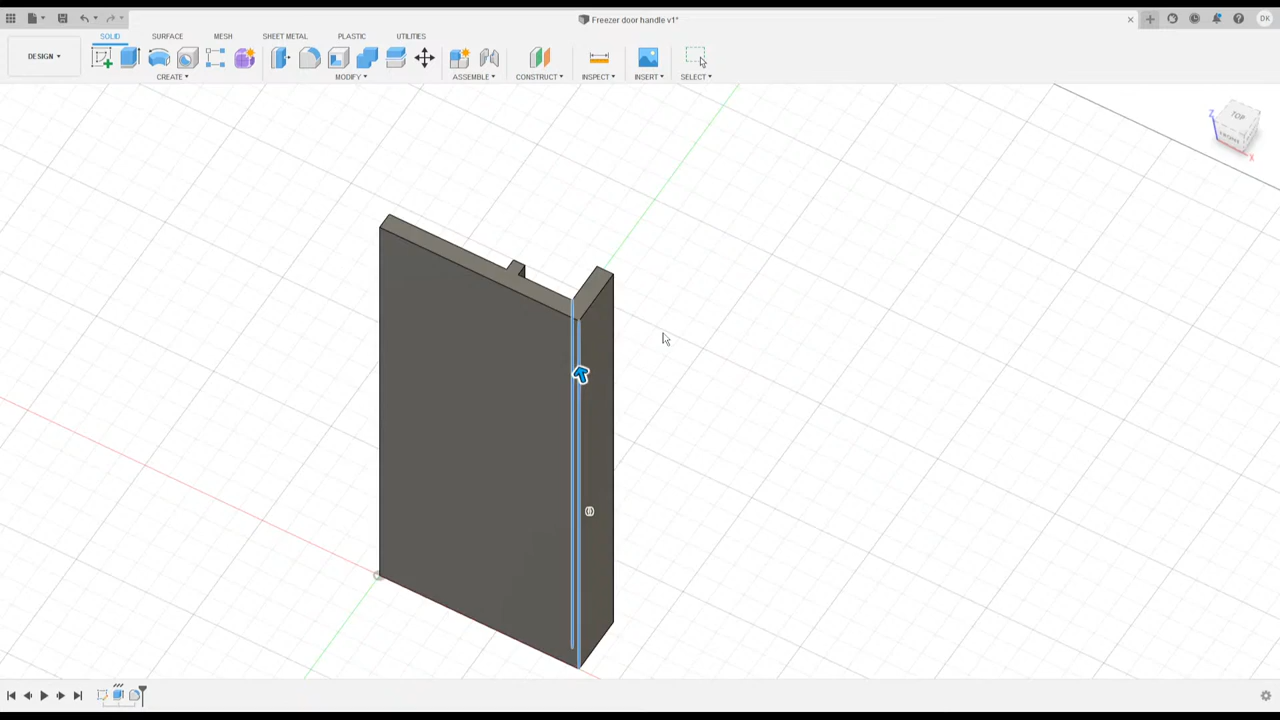 Freezer door handle v1*
DK
SOLID SURFACE MESH SHEET METAL PLASTIC UTILITIES
DESIGN
CREATE MODIFY ASSEMBLE CONSTRUCT INSPECT INSERT SELECT
Z
TOP
X